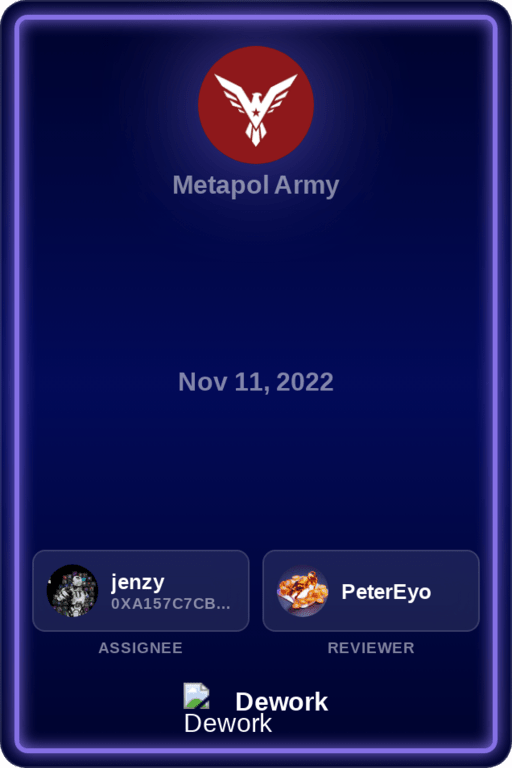 Metapol Army
Nov 11, 2022
jenzy
0XA157C7CB...
PeterEyo
ASSIGNEE
REVIEWER
Dework
Dework